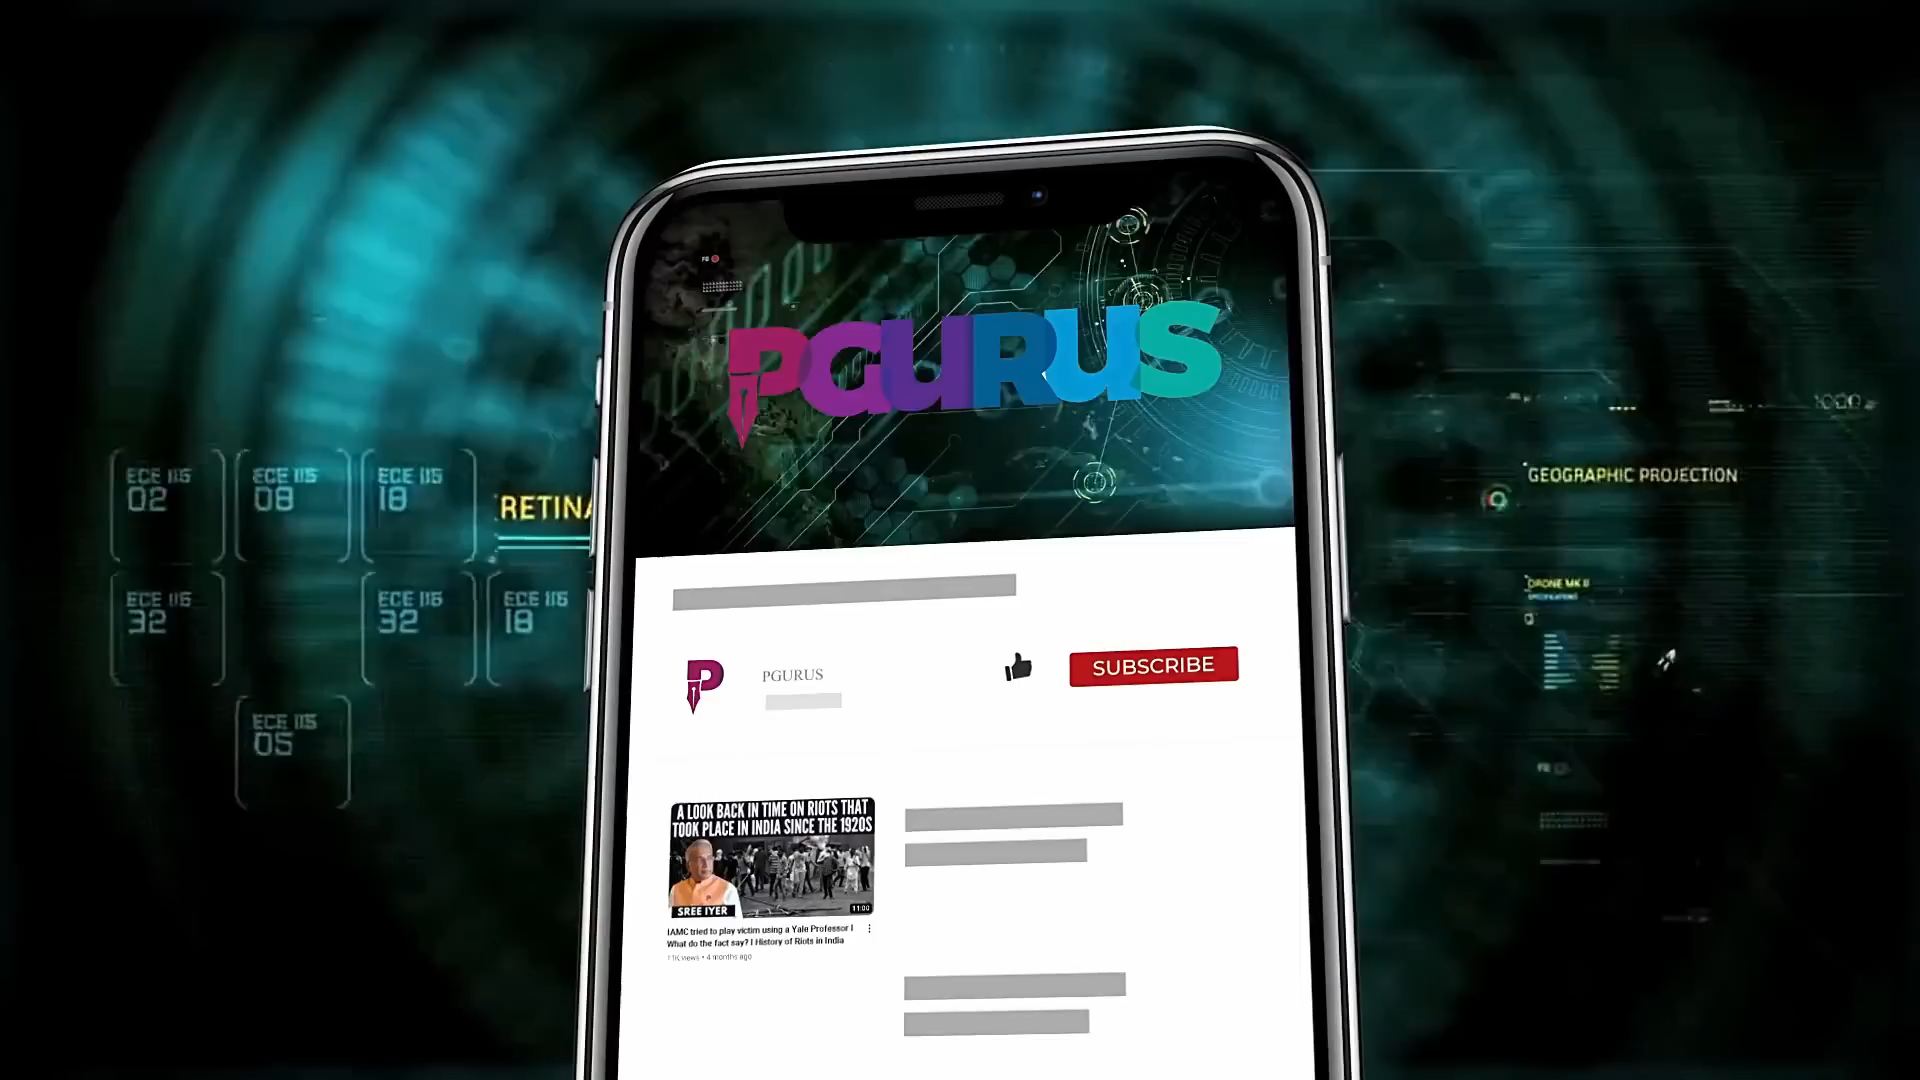 PGURUS
ECE 115
02
ECE 115
08
ECE 115
18
RETINA
ECE 115
32
ECE 115
32
ECE 115
18
ECE 115
05
GEOGRAPHIC PROJECTION
DRONE MK II
1000
PGURUS
SUBSCRIBE
A LOOK BACK IN TIME ON RIOTS THAT
TOOK PLACE IN INDIA SINCE THE 1920S
SREE IYER
11:00
IAMC tried to play victim using a Yale Professor I
What do the fact say? I History of Riots in India
11K views • 4 months ago